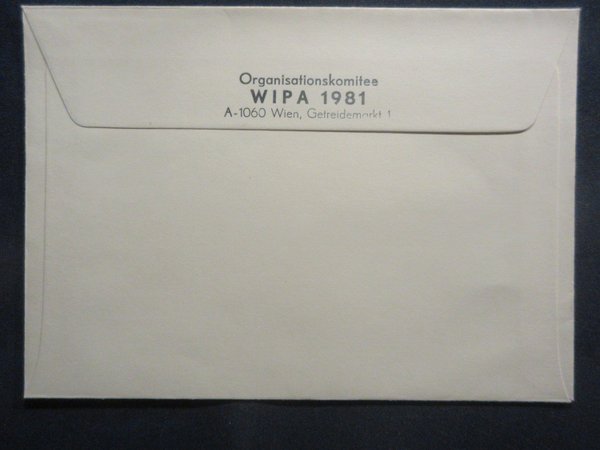 Organisationskomitee
WIPA 1981
A-1060 Wien, Getreidemarkt 1